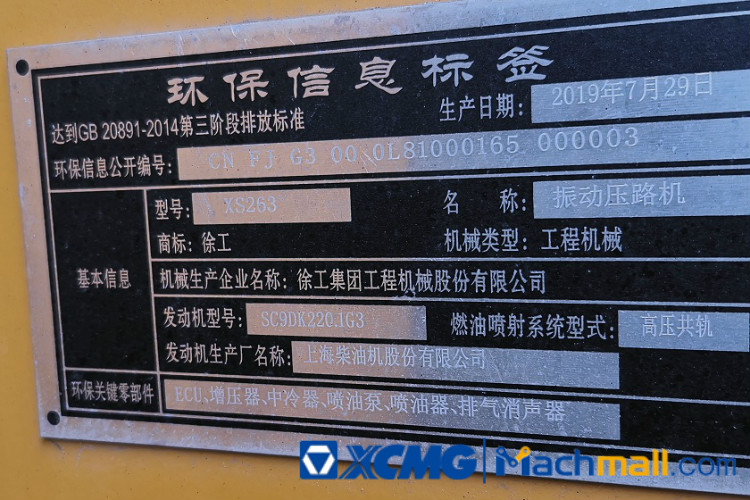 环保信息标签
生产日期: 2019年7月29日
达到GB 20891-2014第三阶段排放标准
环保信息公开编号: CN FJ G3 00 0L81000165 000003
基本信息
型号: XS263
名 称: 振动压路机
商标: 徐工
机械类型: 工程机械
机械生产企业名称: 徐工集团工程机械股份有限公司
发动机型号: SC9DK220.1G3
燃油喷射系统型式: 高压共轨
发动机生产厂名称: 上海柴油机股份有限公司
环保关键零部件
ECU、增压器、中冷器、喷油泵、喷油器、排气消声器
XCMG Machmall.com